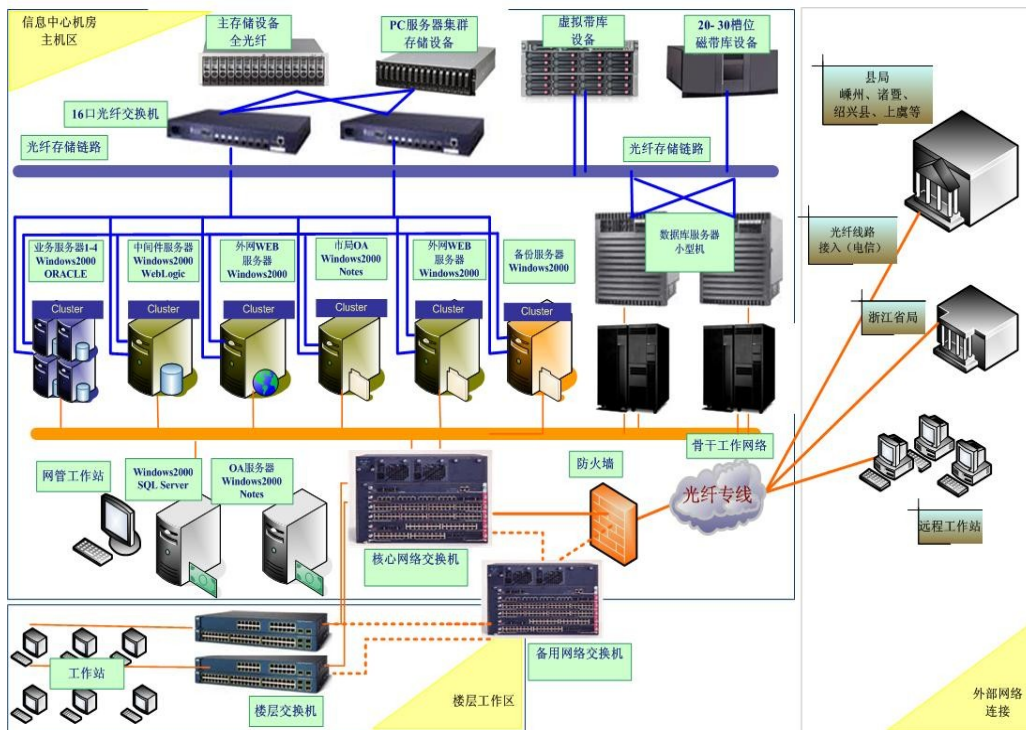 信息中心机房
主机区
主存储设备
全光纤
PC服务器集群
存储设备
虚拟带库
设备
20- 30槽位
磁带库设备
16口光纤交换机
光纤存储链路
光纤存储链路
业务服务器1-4
Windows2000
ORACLE
中间件服务器
Windows2000
WebLogic
外网WEB
服务器
Windows2000
市局OA
Windows2000
Notes
外网WEB
服务器
Windows2000
备份服务器
Windows2000
数据库服务器
小型机
Cluster
Cluster
Cluster
Cluster
Cluster
Cluster
网管工作站
Windows2000
SQL Server
OA服务器
Windows2000
Notes
核心网络交换机
防火墙
骨干工作网络
光纤专线
备用网络交换机
工作站
楼层交换机
楼层工作区
县局
嵊州、诸暨、
绍兴县、上虞等
光纤线路
接入（电信）
浙江省局
远程工作站
外部网络
连接